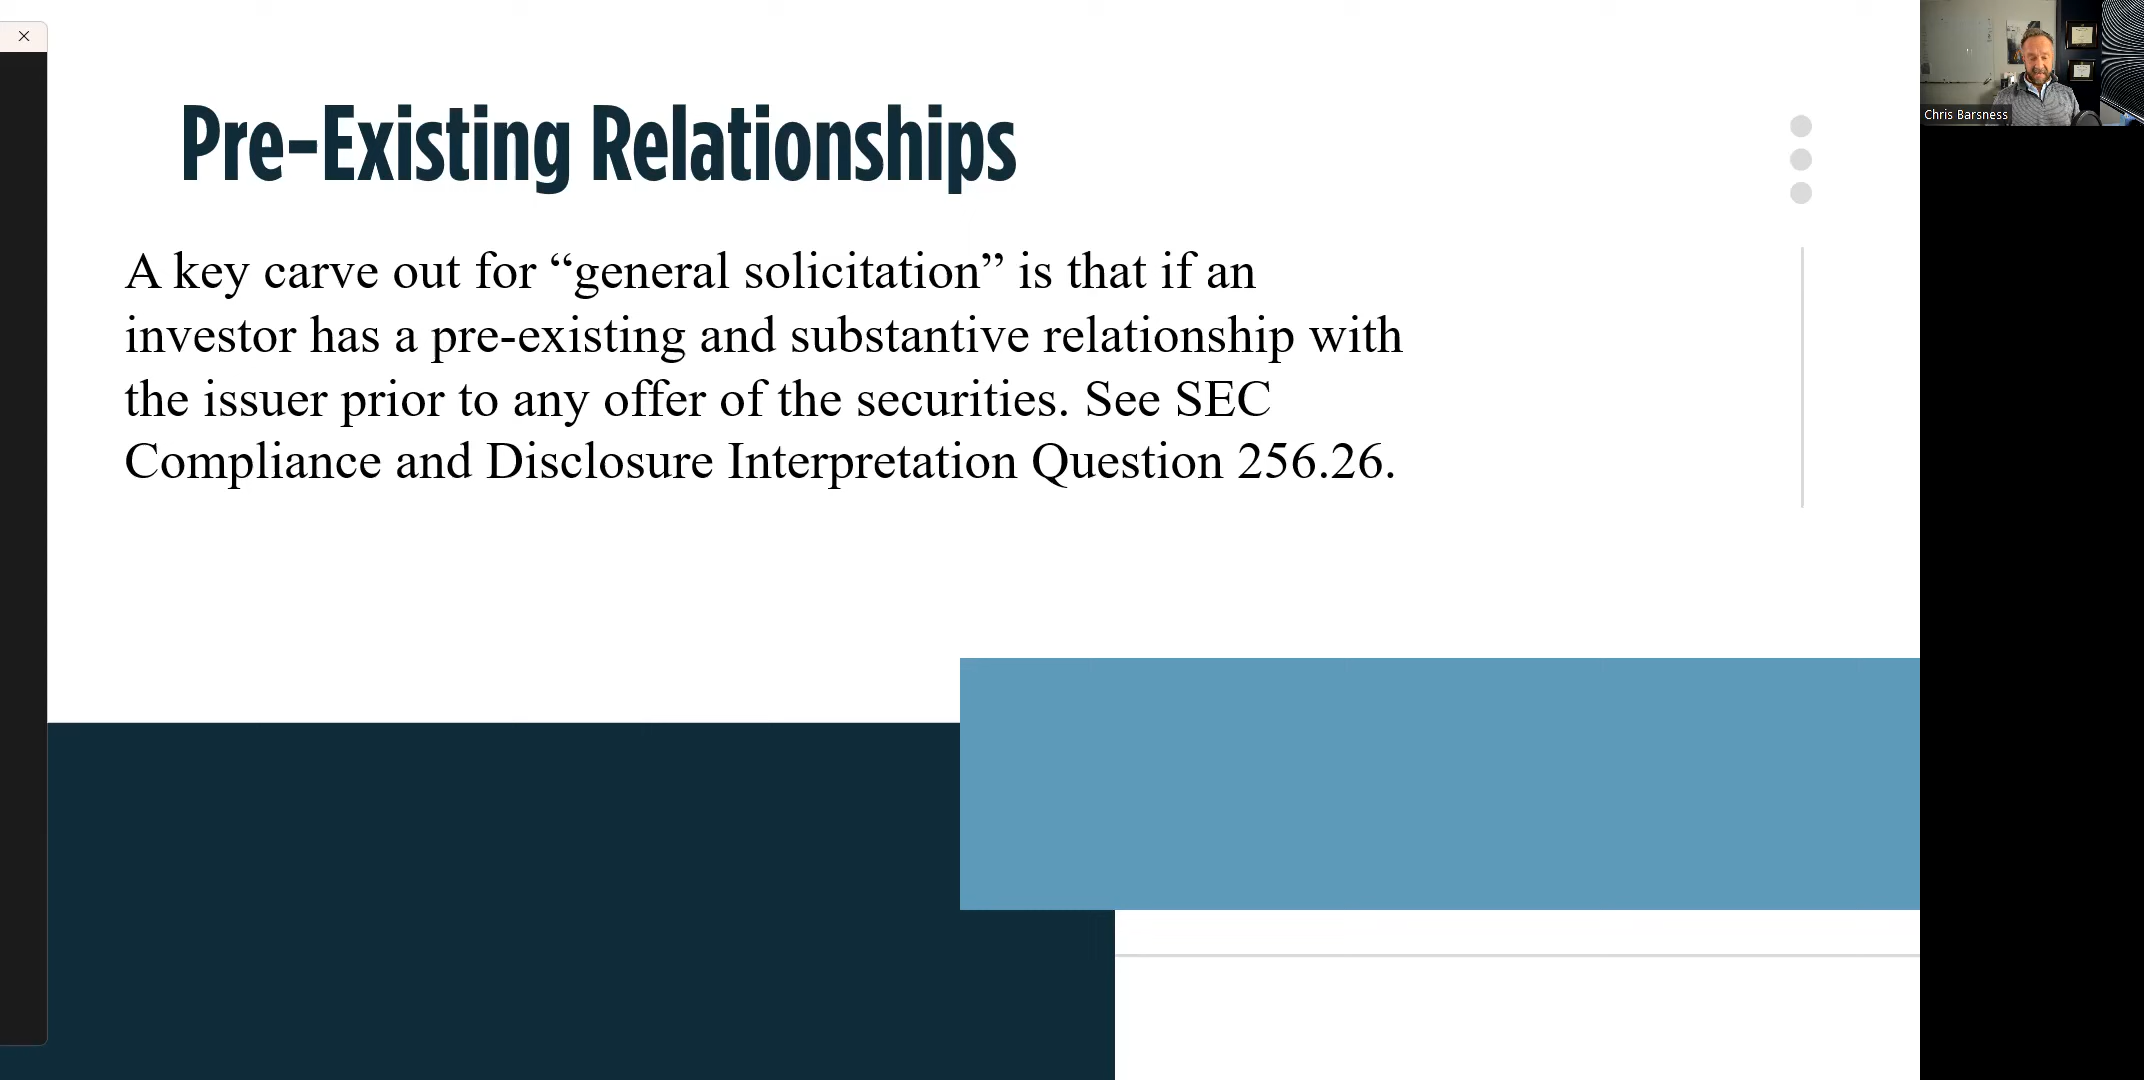 Pre-Existing Relationships
A key carve out for “general solicitation” is that if an
investor has a pre-existing and substantive relationship with
the issuer prior to any offer of the securities. See SEC
Compliance and Disclosure Interpretation Question 256.26.
Chris Barsness